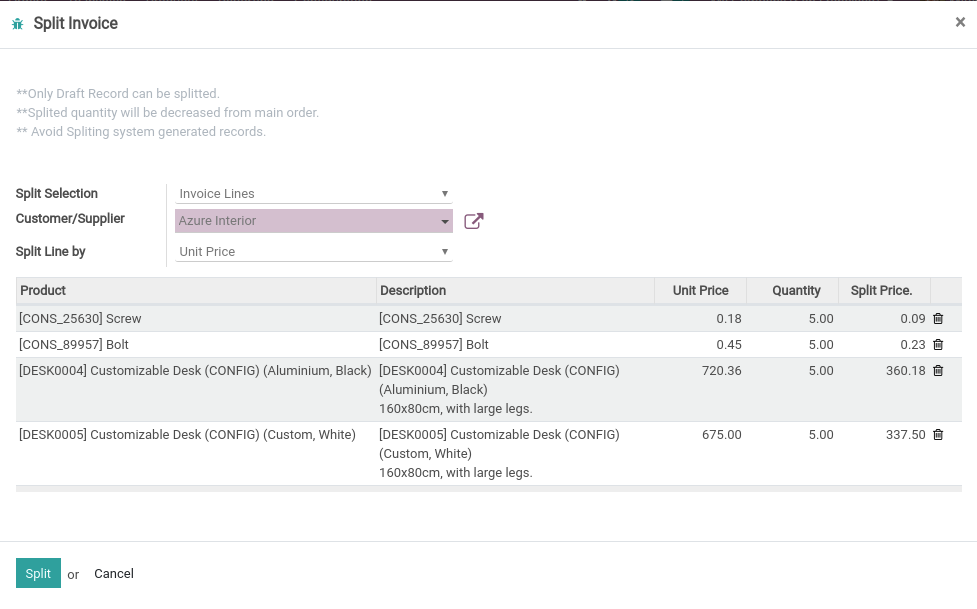 Split Invoice
×
**Only Draft Record can be splitted.
**Splited quantity will be decreased from main order.
** Avoid Spliting system generated records.
Split Selection Invoice Lines
Customer/Supplier Azure Interior
Split Line by Unit Price
Product Description Unit Price Quantity Split Price.
[CONS_25630] Screw [CONS_25630] Screw 0.18 5.00 0.09
[CONS_89957] Bolt [CONS_89957] Bolt 0.45 5.00 0.23
[DESK0004] Customizable Desk (CONFIG) (Aluminium, Black) [DESK0004] Customizable Desk (CONFIG) 720.36 5.00 360.18
(Aluminium, Black)
160x80cm, with large legs.
[DESK0005] Customizable Desk (CONFIG) (Custom, White) [DESK0005] Customizable Desk (CONFIG) 675.00 5.00 337.50
(Custom, White)
160x80cm, with large legs.
Split or Cancel